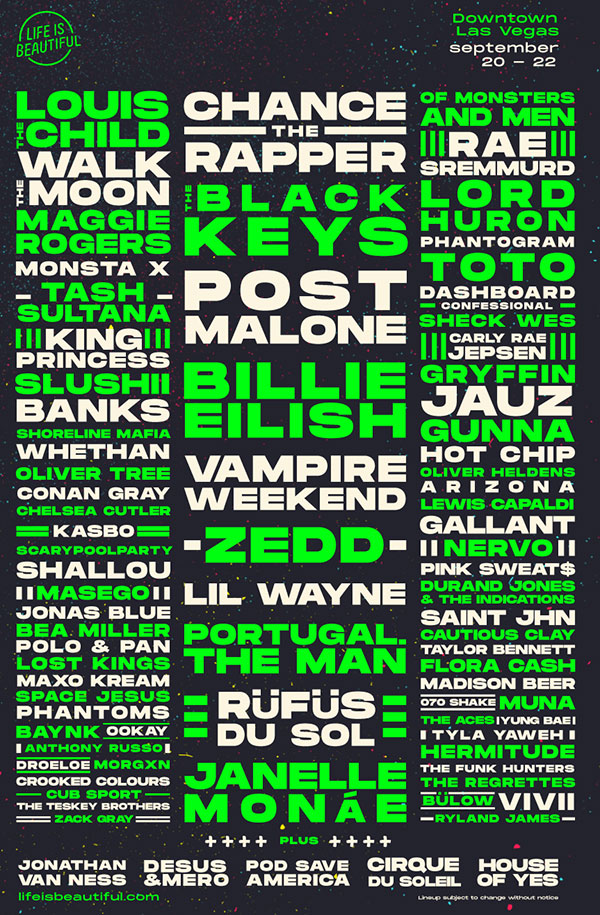 LIFE IS
BEAUTIFUL
Downtown
Las Vegas
september
20 – 22
LOUIS
THE CHILD
WALK
THE MOON
MAGGIE
ROGERS
MONSTA X
TASH
SULTANA
KING
PRINCESS
SLUSHII
BANKS
SHORELINE MAFIA
WHETHAN
OLIVER TREE
CONAN GRAY
CHELSEA CUTLER
KASBO
SCARYPOOLPARTY
SHALLOU
MASEGO
JONAS BLUE
BEA MILLER
POLO & PAN
LOST KINGS
MAXO KREAM
SPACE JESUS
PHANTOMS
BAYNK OOKAY
ANTHONY RUSSO
DROELOE MORGXN
CROOKED COLOURS
CUB SPORT
THE TESKEY BROTHERS
ZACK GRAY
CHANCE
THE
RAPPER
THE BLACK
KEYS
POST
MALONE
BILLIE
EILISH
VAMPIRE
WEEKEND
-ZEDD-
LIL WAYNE
PORTUGAL.
THE MAN
RÜFÜS
DU SOL
JANELLE
MONÁE
OF MONSTERS
AND MEN
RAE
SREMMURD
LORD
HURON
PHANTOGRAM
TOTO
DASHBOARD
CONFESSIONAL
SHECK WES
CARLY RAE
JEPSEN
GRYFFIN
JAUZ
GUNNA
HOT CHIP
OLIVER HELDENS
ARIZONA
LEWIS CAPALDI
GALLANT
NERVO
PINK SWEAT$
DURAND JONES
& THE INDICATIONS
SAINT JHN
CAUTIOUS CLAY
TAYLOR BENNETT
FLORA CASH
MADISON BEER
070 SHAKE MUNA
THE ACES YUNG BAE
TYLA YAWEH
HERMITUDE
THE FUNK HUNTERS
THE REGRETTES
BÜLOW VIVII
RYLAND JAMES
++++ PLUS ++++
JONATHAN
VAN NESS
DESUS
&MERO
POD SAVE
AMERICA
CIRQUE
DU SOLEIL
HOUSE
OF YES
lifeisbeautiful.com
Lineup subject to change without notice